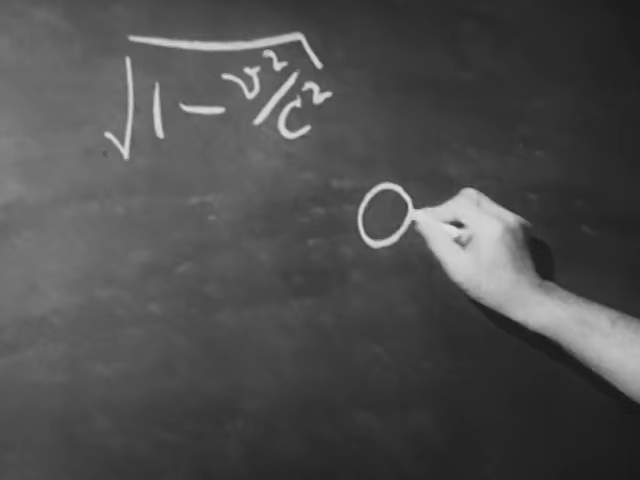 √1 - v²/c²